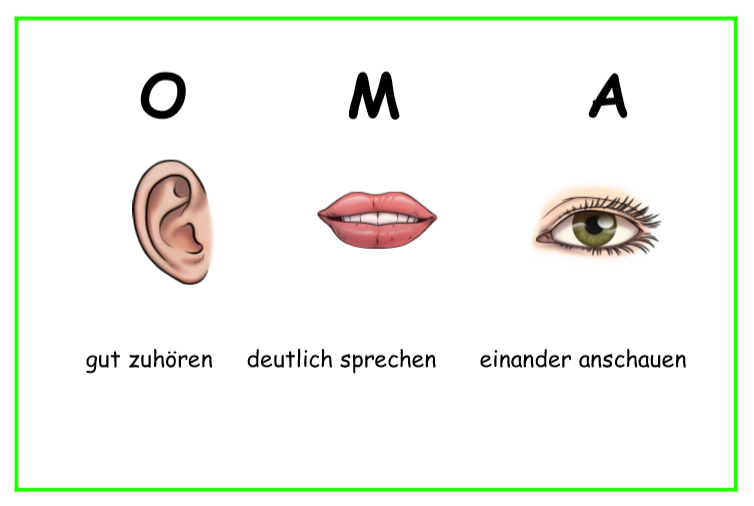 O M A
gut zuhören deutlich sprechen einander anschauen